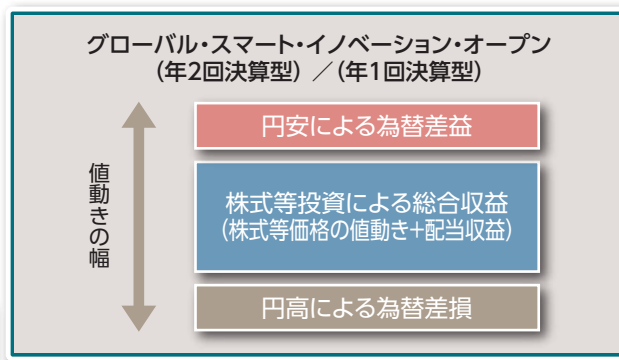 グローバル・スマート・イノベーション・オープン
(年2回決算型)／(年1回決算型)
値動きの幅
円安による為替差益
株式等投資による総合収益
(株式等価格の値動き+配当収益)
円高による為替差損